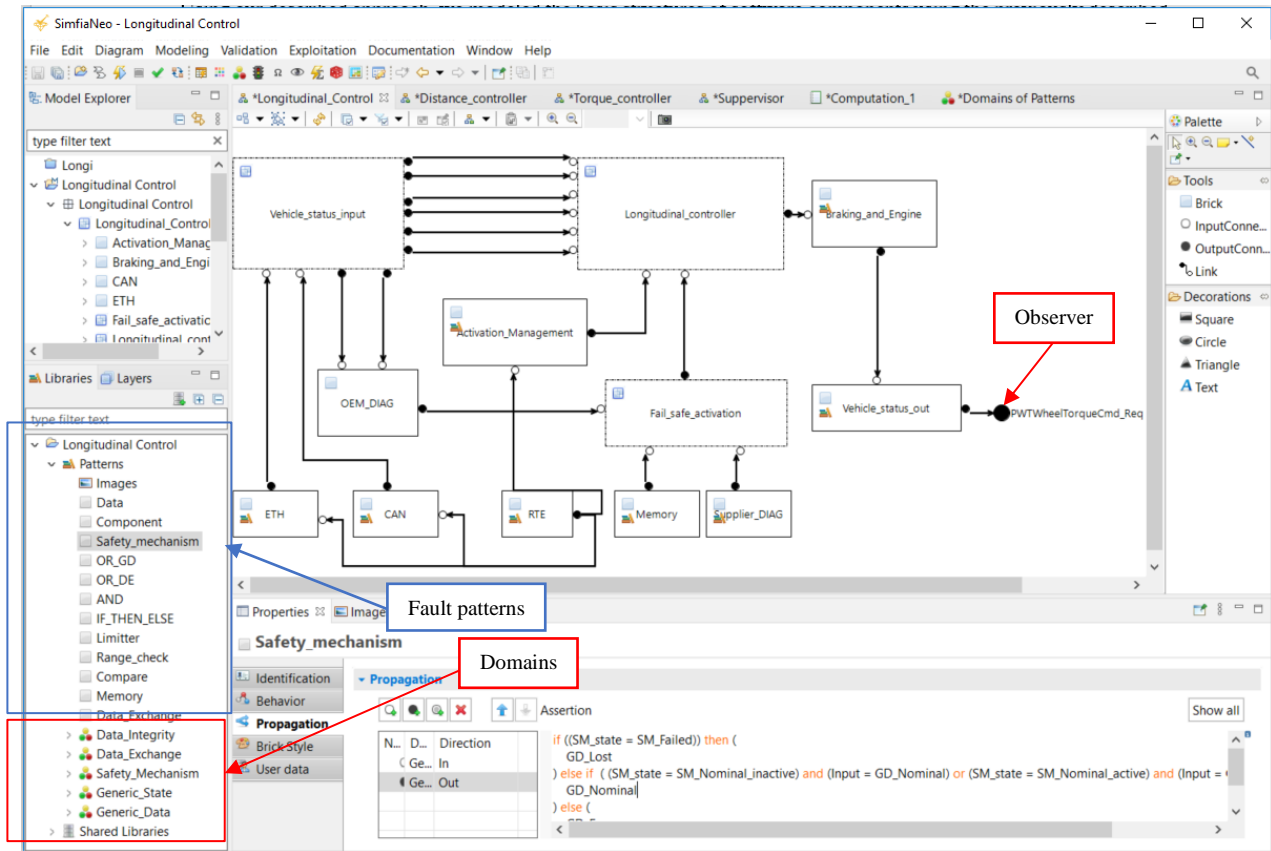 SimfiaNeo - Longitudinal Control
File Edit Diagram Modeling Validation Exploitation Documentation Window Help
Model Explorer
type filter text
Longi
Longitudinal Control
Longitudinal Control
Longitudinal_Control
Activation_Manag
Braking_and_Engi
CAN
ETH
Fail_safe_activatic
Longitudinal_cont
Libraries Layers
type filter text
Longitudinal Control
Patterns
Images
Data
Component
Safety_mechanism
OR_GD
OR_DE
AND
IF_THEN_ELSE
Limitter
Range_check
Compare
Memory
Data_Exchange
Data_Integrity
Data_Exchange
Safety_Mechanism
Generic_State
Generic_Data
Shared Libraries
*Longitudinal_Control *Distance_controller *Torque_controller *Suppervisor *Computation_1 *Domains of Patterns
Vehicle_status_input
Longitudinal_controller
Braking_and_Engine
Activation_Management
Observer
OEM_DIAG
Fail_safe_activation
Vehicle_status_out
PWTWheelTorqueCmd_Req
ETH
CAN
RTE
Memory
Supplier_DIAG
Fault patterns
Domains
Palette
Tools
Brick
InputConne...
OutputConn...
Link
Decorations
Square
Circle
Triangle
Text
Properties Image
Safety_mechanism
Identification
Behavior
Propagation
Brick Style
User data
Propagation
Assertion
Show all
N... D... Direction
Ge... In
Ge... Out
if ((SM_state = SM_Failed)) then (
GD_Lost
) else if ( (SM_state = SM_Nominal_inactive) and (Input = GD_Nominal) or (SM_state = SM_Nominal_active) and (Input =
GD_Nominal
) else (